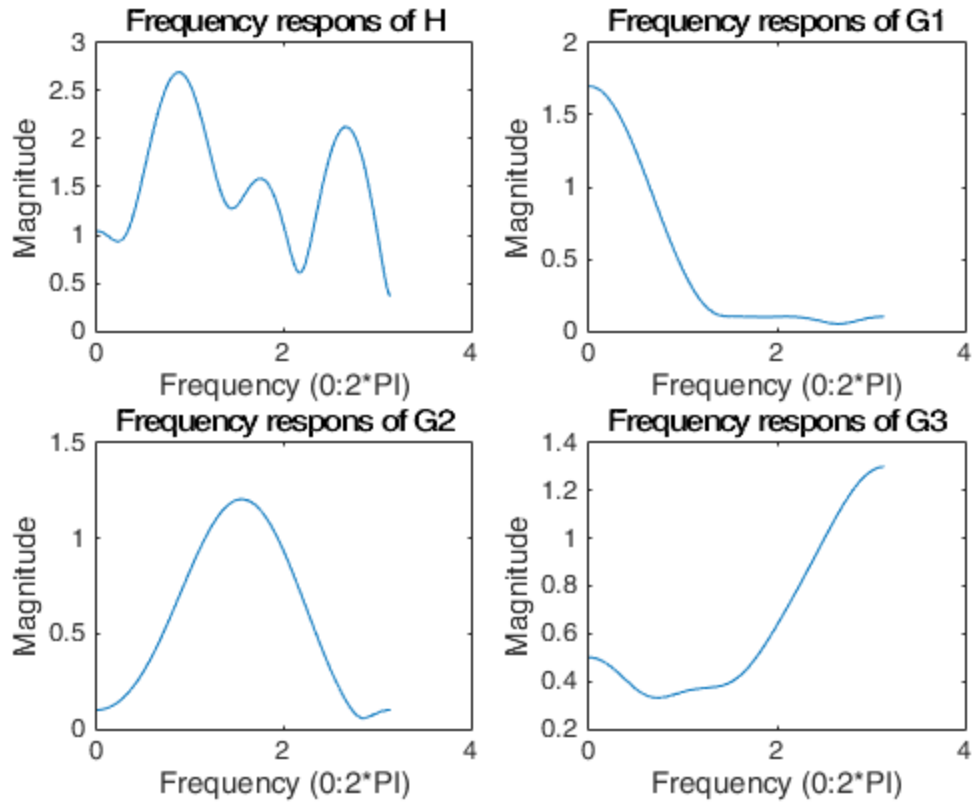 Frequency respons of H
3
2.5
2
1.5
1
0.5
0
Magnitude
0 2 4
Frequency (0:2*PI)
Frequency respons of G1
2
1.5
1
0.5
0
Magnitude
0 2 4
Frequency (0:2*PI)
Frequency respons of G2
1.5
1
0.5
0
Magnitude
0 2 4
Frequency (0:2*PI)
Frequency respons of G3
1.4
1.2
1
0.8
0.6
0.4
0.2
Magnitude
0 2 4
Frequency (0:2*PI)